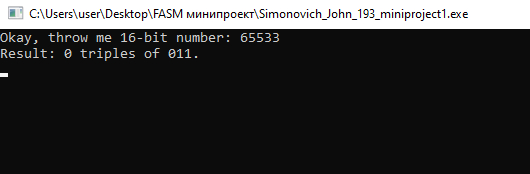 C:\Users\user\Desktop\FASM минипроект\Simonovich_John_193_miniproject1.exe
Okay, throw me 16-bit number: 65533
Result: 0 triples of 011.